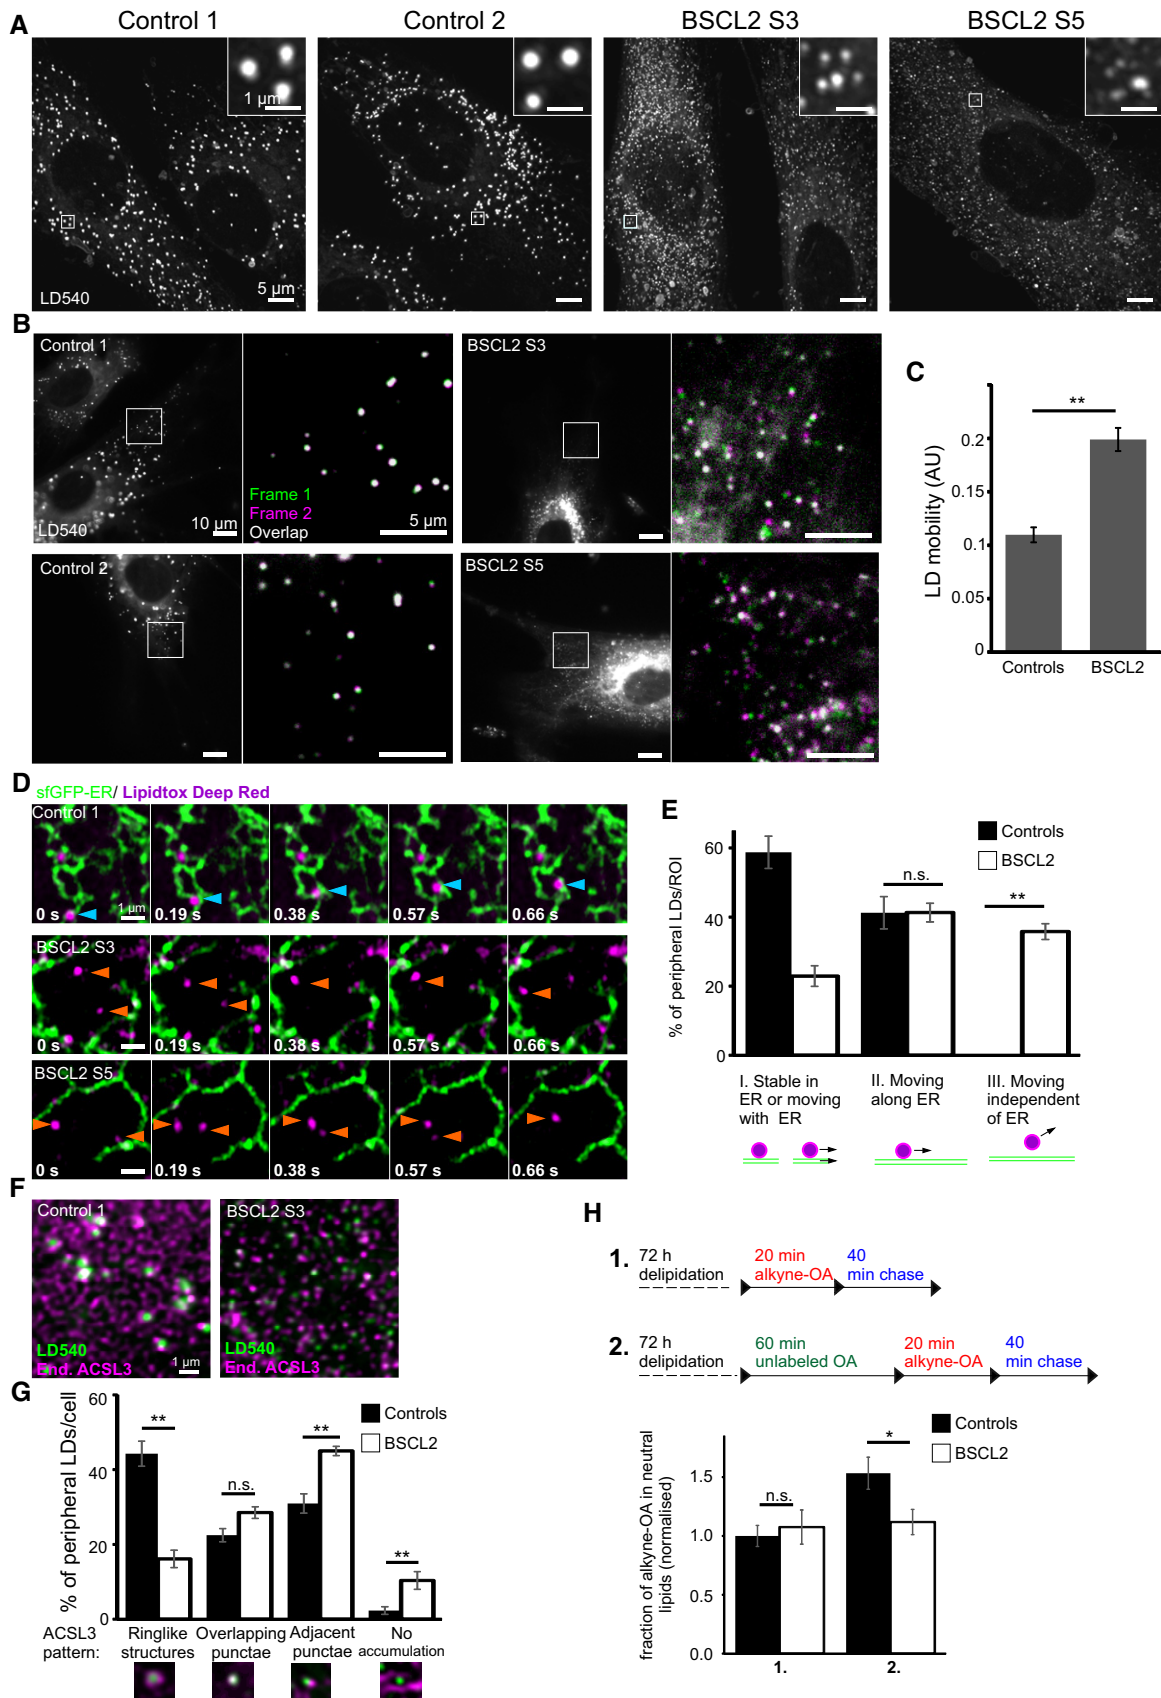 A
Control 1
Control 2
BSCL2 S3
BSCL2 S5
1 µm
LD540
5 µm
B
Control 1
LD540
10 µm
Frame 1
Frame 2
Overlap
5 µm
BSCL2 S3
Control 2
BSCL2 S5
C
LD mobility (AU)
0.2
0.15
0.1
0.05
0
**
Controls
BSCL2
D
sfGFP-ER/ Lipidtox Deep Red
Control 1
0 s
1 µm
0.19 s
0.38 s
0.57 s
0.66 s
BSCL2 S3
0 s
0.19 s
0.38 s
0.57 s
0.66 s
BSCL2 S5
0 s
0.19 s
0.38 s
0.57 s
0.66 s
E
% of peripheral LDs/ROI
60
40
20
0
Controls
BSCL2
n.s.
**
I. Stable in
ER or moving
with ER
II. Moving
along ER
III. Moving
independent
of ER
F
Control 1
LD540
End. ACSL3
1 µm
BSCL2 S3
LD540
End. ACSL3
G
% of peripheral LDs/cell
60
40
20
0
**
n.s.
**
**
Controls
BSCL2
ACSL3
pattern:
Ringlike
structures
Overlapping
punctae
Adjacent
punctae
No
accumulation
H
1.
72 h
delipidation
20 min
alkyne-OA
40
min chase
2.
72 h
delipidation
60 min
unlabeled OA
20 min
alkyne-OA
40
min chase
fraction of alkyne-OA in neutral
lipids (normalised)
1.5
1.0
0.5
0.0
Controls
BSCL2
n.s.
*
1.
2.